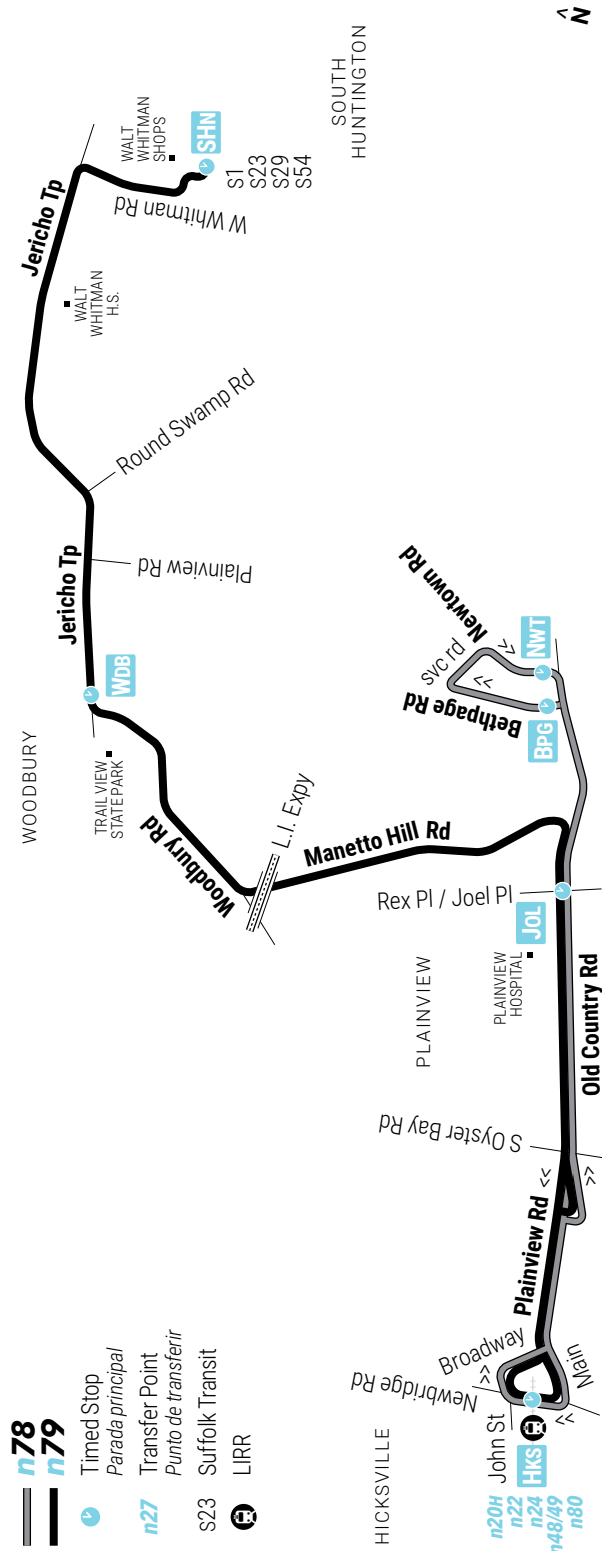 n78
n79
Timed Stop
Parada principal
n27
Transfer Point
Punto de transferir
S23
Suffolk Transit
LIRR
N
HICKSVILLE
John St
HKS
n20H
n22
n24
n48/49
n80
Newbridge Rd
Broadway
Main
Plainview Rd
<<
>>
>>
>>
S Oyster Bay Rd
Old Country Rd
PLAINVIEW
PLAINVIEW
HOSPITAL
JOL
Rex Pl / Joel Pl
Manetto Hill Rd
L.I. Expy
Woodbury Rd
BPG
NWT
Bethpage Rd
svc rd
Newtown Rd
>>
>>
WOODBURY
TRAIL VIEW
STATE PARK
WDB
Jericho Tp
Plainview Rd
Round Swamp Rd
WALT
WHITMAN
H.S.
Jericho Tp
WALT
WHITMAN
SHOPS
W Whitman Rd
SHN
S1
S23
S29
S54
SOUTH
HUNTINGTON